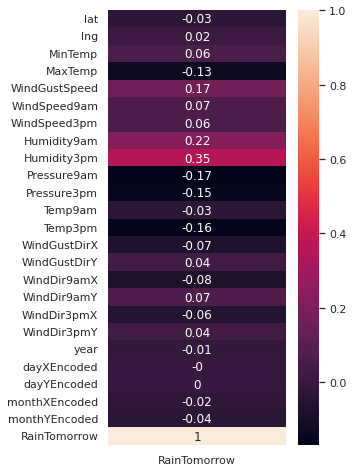 lat -0.03
lng 0.02
MinTemp 0.06
MaxTemp -0.13
WindGustSpeed 0.17
WindSpeed9am 0.07
WindSpeed3pm 0.06
Humidity9am 0.22
Humidity3pm 0.35
Pressure9am -0.17
Pressure3pm -0.15
Temp9am -0.03
Temp3pm -0.16
WindGustDirX -0.07
WindGustDirY 0.04
WindDir9amX -0.08
WindDir9amY 0.07
WindDir3pmX -0.06
WindDir3pmY 0.04
year -0.01
dayXEncoded -0
dayYEncoded 0
monthXEncoded -0.02
monthYEncoded -0.04
RainTomorrow 1
RainTomorrow
1.0
0.8
0.6
0.4
0.2
0.0